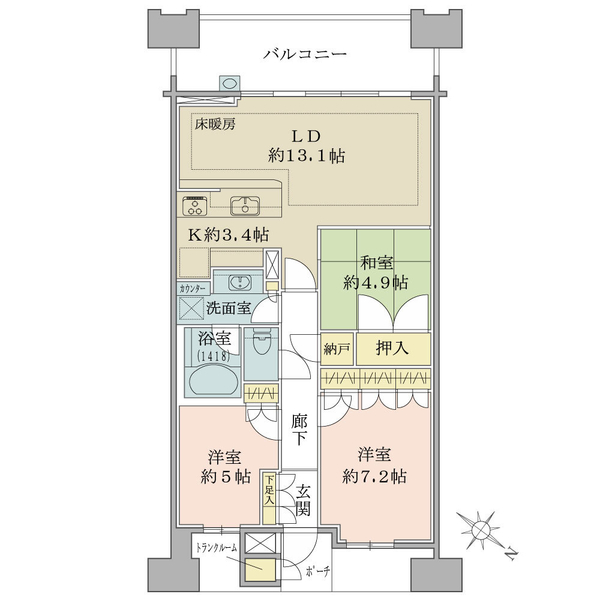 バルコニー
床暖房
LD
約13.1帖
K約3.4帖
和室
約4.9帖
カウンター
洗面室
浴室
(1418)
納戸
押入
廊下
洋室
約5帖
洋室
約7.2帖
下足入
玄関
トランクルーム
ポーチ
N